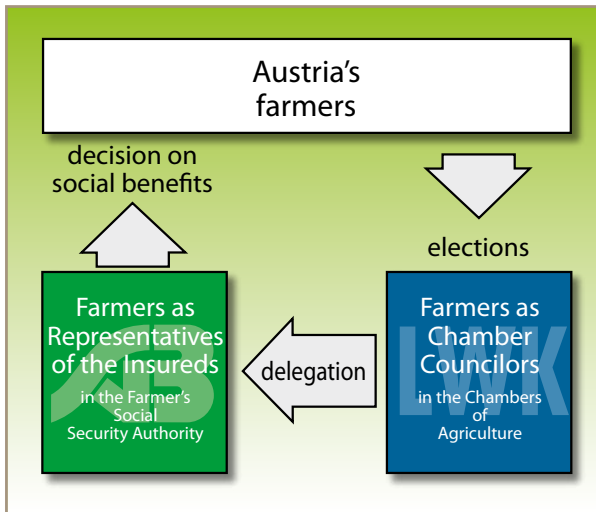 Austria's
farmers
decision on
social benefits
elections
Farmers as
Representatives
of the Insureds
in the Farmer's
Social
Security Authority
delegation
Farmers as
Chamber
Councilors
in the Chambers
of
Agriculture
LWK